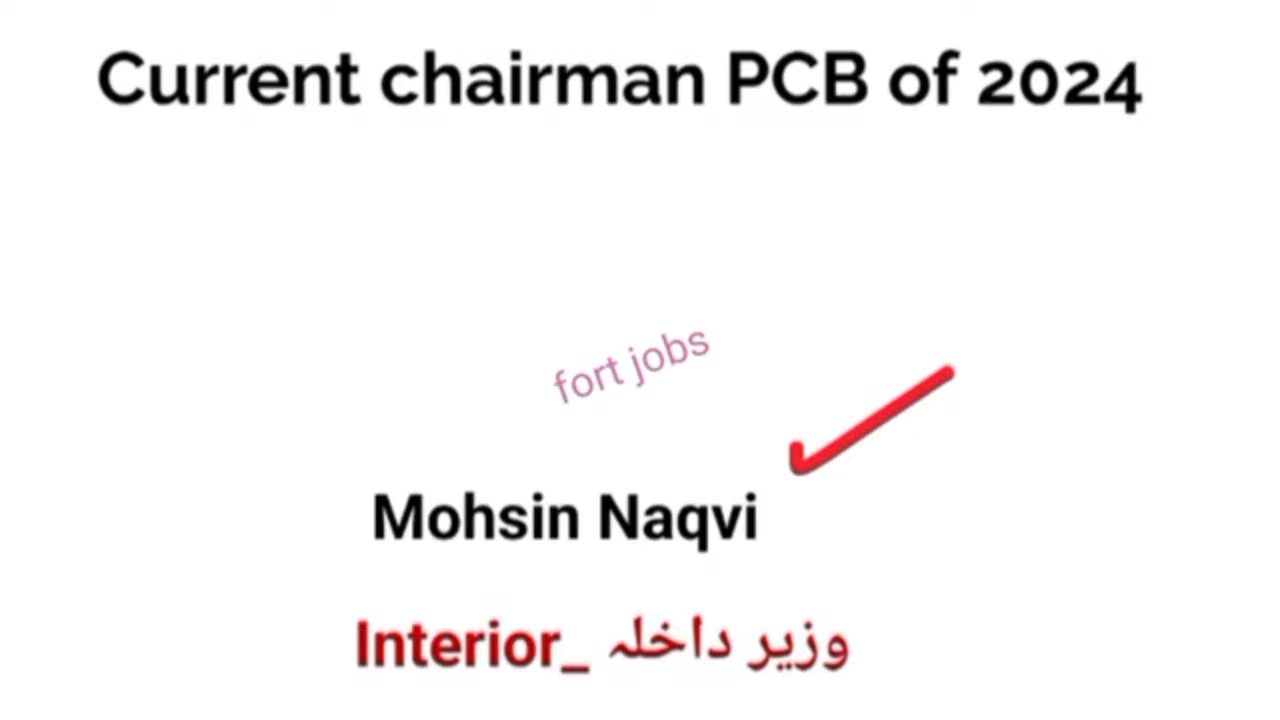 Current chairman PCB of 2024
fort jobs
Mohsin Naqvi
Interior_ وزیر داخلہ